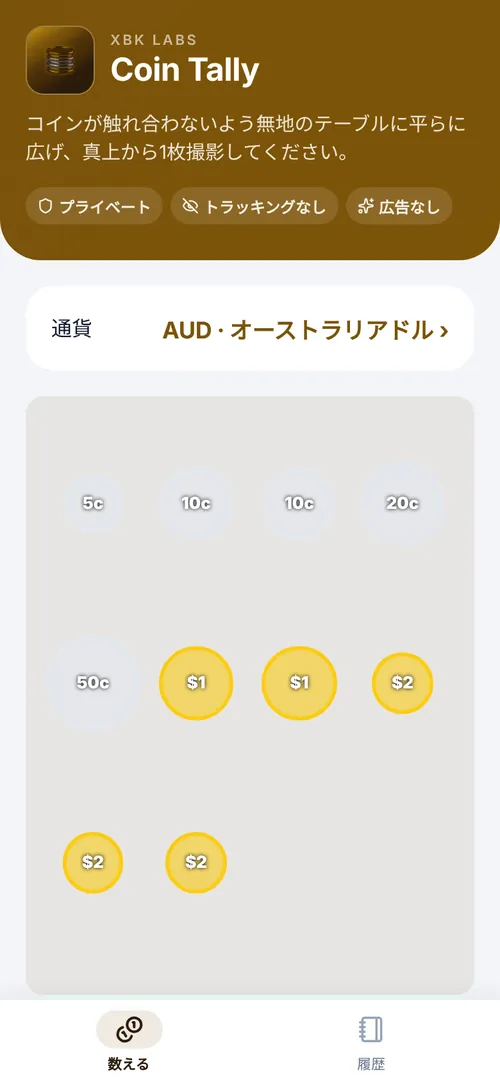 XBK LABS
Coin Tally
コインが触れ合わないよう無地のテーブルに平らに
広げ、真上から1枚撮影してください。
プライベート トラッキングなし 広告なし
通貨 AUD · オーストラリアドル ›
5c 10c 10c 20c
50c $1 $1 $2
$2 $2
数える 履歴